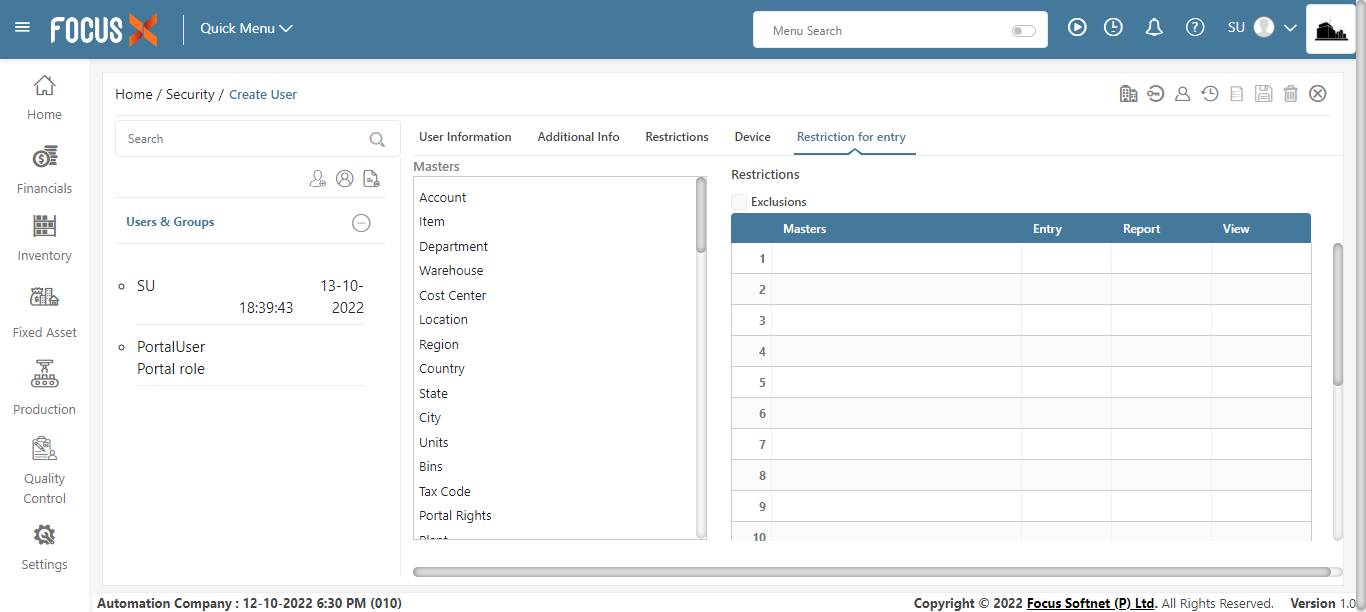 FOCUS X
Quick Menu
Menu Search
SU
Home
Financials
Inventory
Fixed Asset
Production
Quality
Control
Settings
Home / Security / Create User
Search
Users & Groups
SU 13-10-
18:39:43 2022
PortalUser
Portal role
User Information Additional Info Restrictions Device Restriction for entry
Masters
Account
Item
Department
Warehouse
Cost Center
Location
Region
Country
State
City
Units
Bins
Tax Code
Portal Rights
Plant
Restrictions
Exclusions
Masters Entry Report View
1
2
3
4
5
6
7
8
9
10
Automation Company : 12-10-2022 6:30 PM (010)
Copyright © 2022 Focus Softnet (P) Ltd. All Rights Reserved. Version 1.0